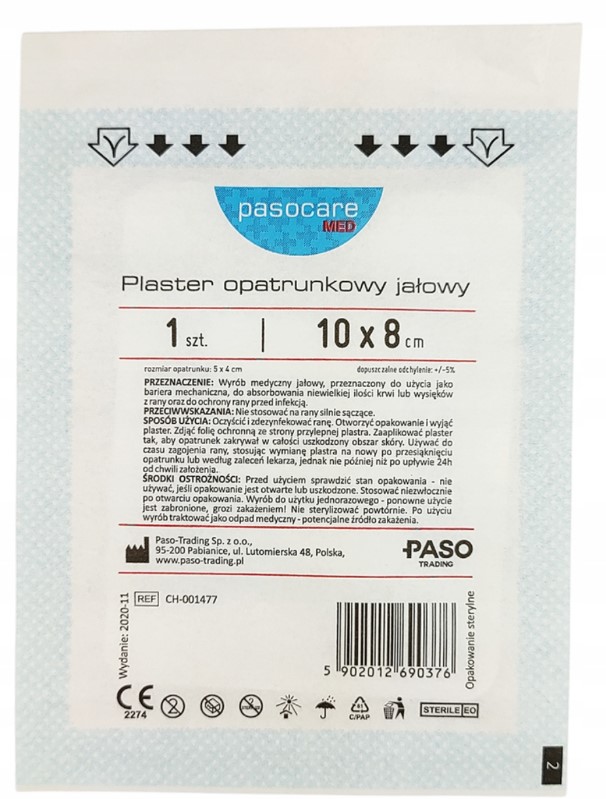 pasocare
MED
Plaster opatrunkowy jałowy
1 szt. | 10 x 8 cm
rozmiar opatrunku: 5 x 4 cm dopuszczalne odchylenie: +/-5%
PRZEZNACZENIE: Wyrób medyczny jałowy, przeznaczony do użycia jako
bariera mechaniczna, do absorbowania niewielkiej ilości krwi lub wysięków
z rany oraz do ochrony rany przed infekcją.
PRZECIWWSKAZANIA: Nie stosować na rany silnie sączące.
SPOSÓB UŻYCIA: Oczyścić i zdezynfekować ranę. Otworzyć opakowanie i wyjąć
plaster. Zdjąć folię ochronną ze strony przylepnej plastra. Zaaplikować plaster
tak, aby opatrunek zakrywał w całości uszkodzony obszar skóry. Używać do
czasu zagojenia rany, stosując wymianę plastra na nowy po przesiąknięciu
opatrunku lub według zaleceń lekarza, jednak nie później niż po upływie 24h
od chwili założenia.
ŚRODKI OSTROŻNOŚCI: Przed użyciem sprawdzić stan opakowania - nie
używać, jeśli opakowanie jest otwarte lub uszkodzone. Stosować niezwłocznie
po otwarciu opakowania. Wyrób do użytku jednorazowego - ponowne użycie
jest zabronione, grozi zakażeniem! Nie sterylizować powtórnie. Po użyciu
wyrób traktować jako odpad medyczny - potencjalne źródło zakażenia.
Paso-Trading Sp. z o.o.,
95-200 Pabianice, ul. Lutomierska 48, Polska,
www.paso-trading.pl
PASO
TRADING
Wydanie: 2020-11
REF CH-001477
5 902012 690376
Opakowanie sterylne
CE
2274
2
C/PAP
STERILE EO
2